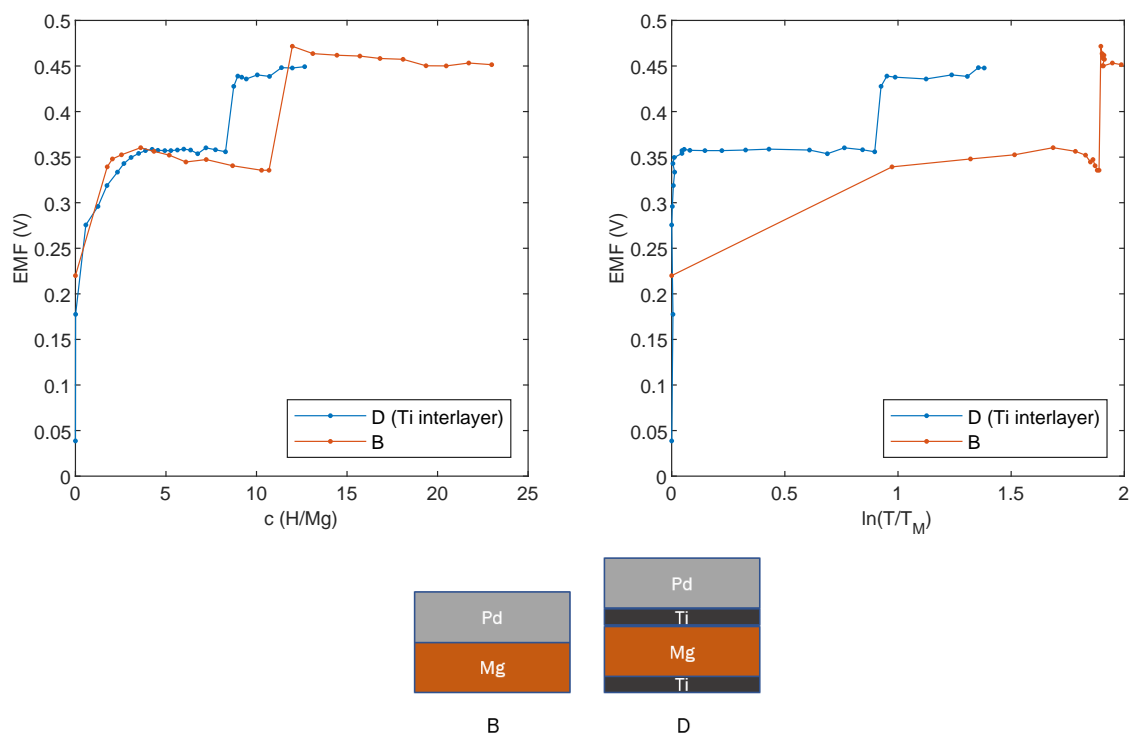 0.5
0.45
0.4
0.35
0.3
0.25
0.2
0.15
0.1
0.05
0
EMF (V)
0 5 10 15 20 25
c (H/Mg)
D (Ti interlayer)
B
0.5
0.45
0.4
0.35
0.3
0.25
0.2
0.15
0.1
0.05
0
EMF (V)
0 0.5 1 1.5 2
ln(T/T_M)
D (Ti interlayer)
B
Pd
Mg
B
Pd
Ti
Mg
Ti
D